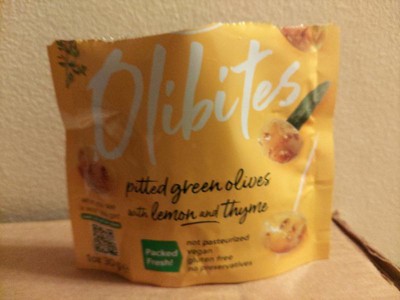 Olibites
pitted green olives
with lemon and thyme
Packed
Fresh!
not pasteurized
vegan
gluten free
no preservatives